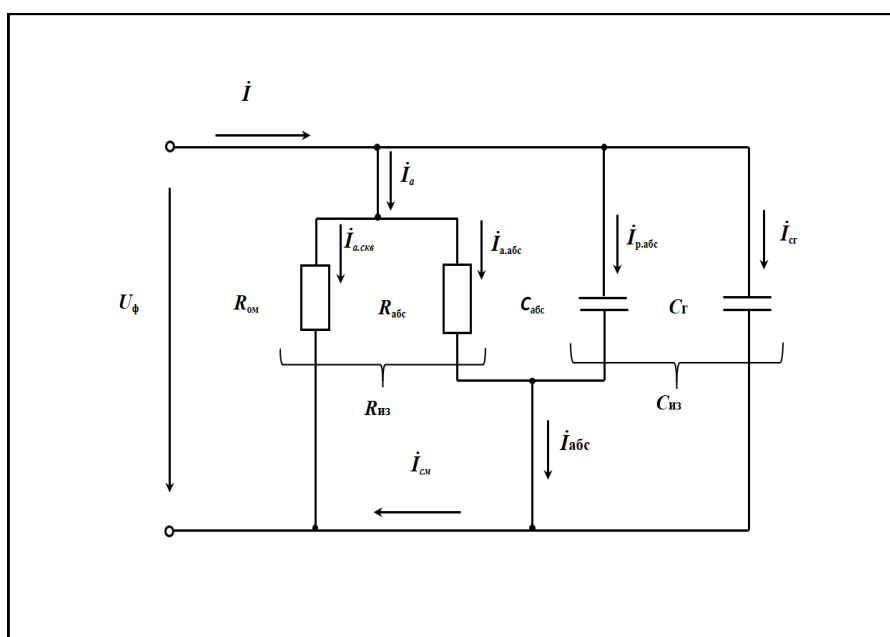 İ
İа
İа.скв
İа.абс
İр.абс
İсг
Uф
Rом
Rабс
Cабс
Cг
Rиз
Cиз
İабс
İсм